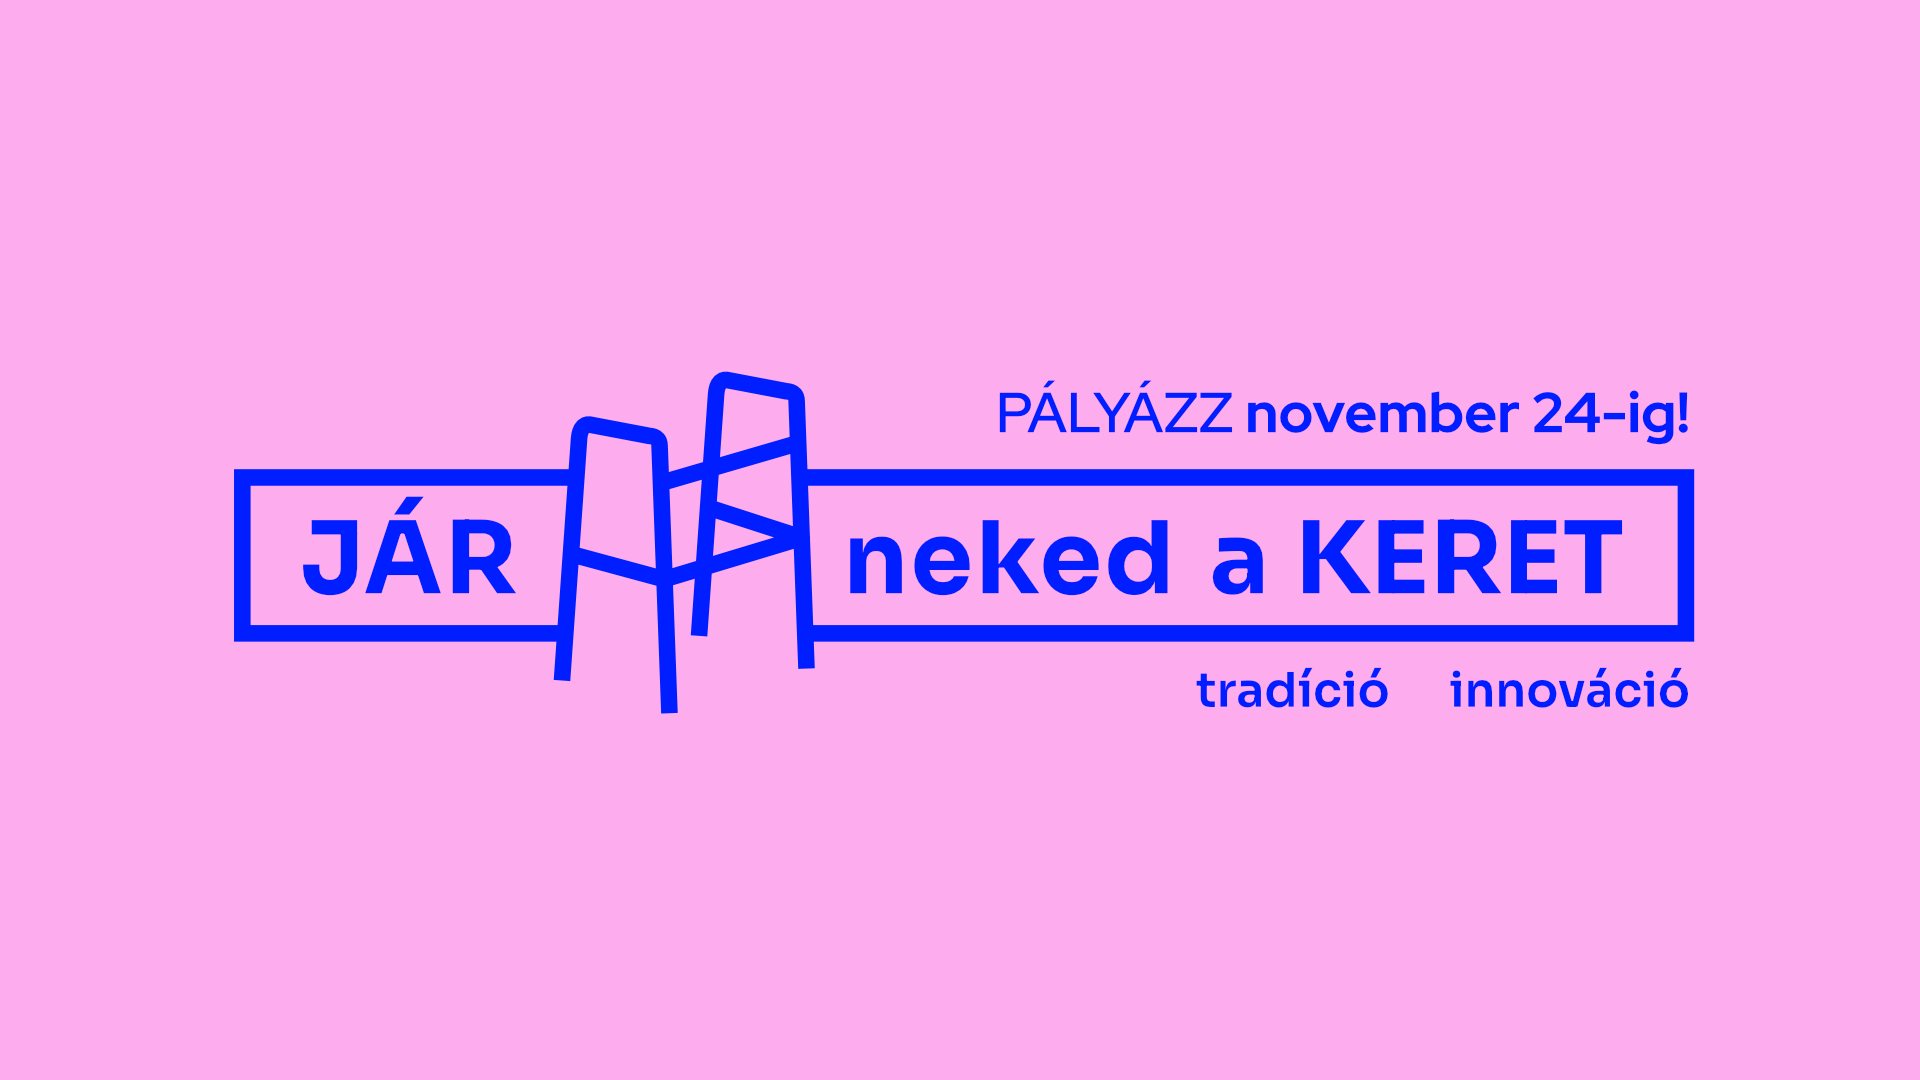 PÁLYÁZZ november 24-ig!
JÁR neked a KERET
tradíció innováció